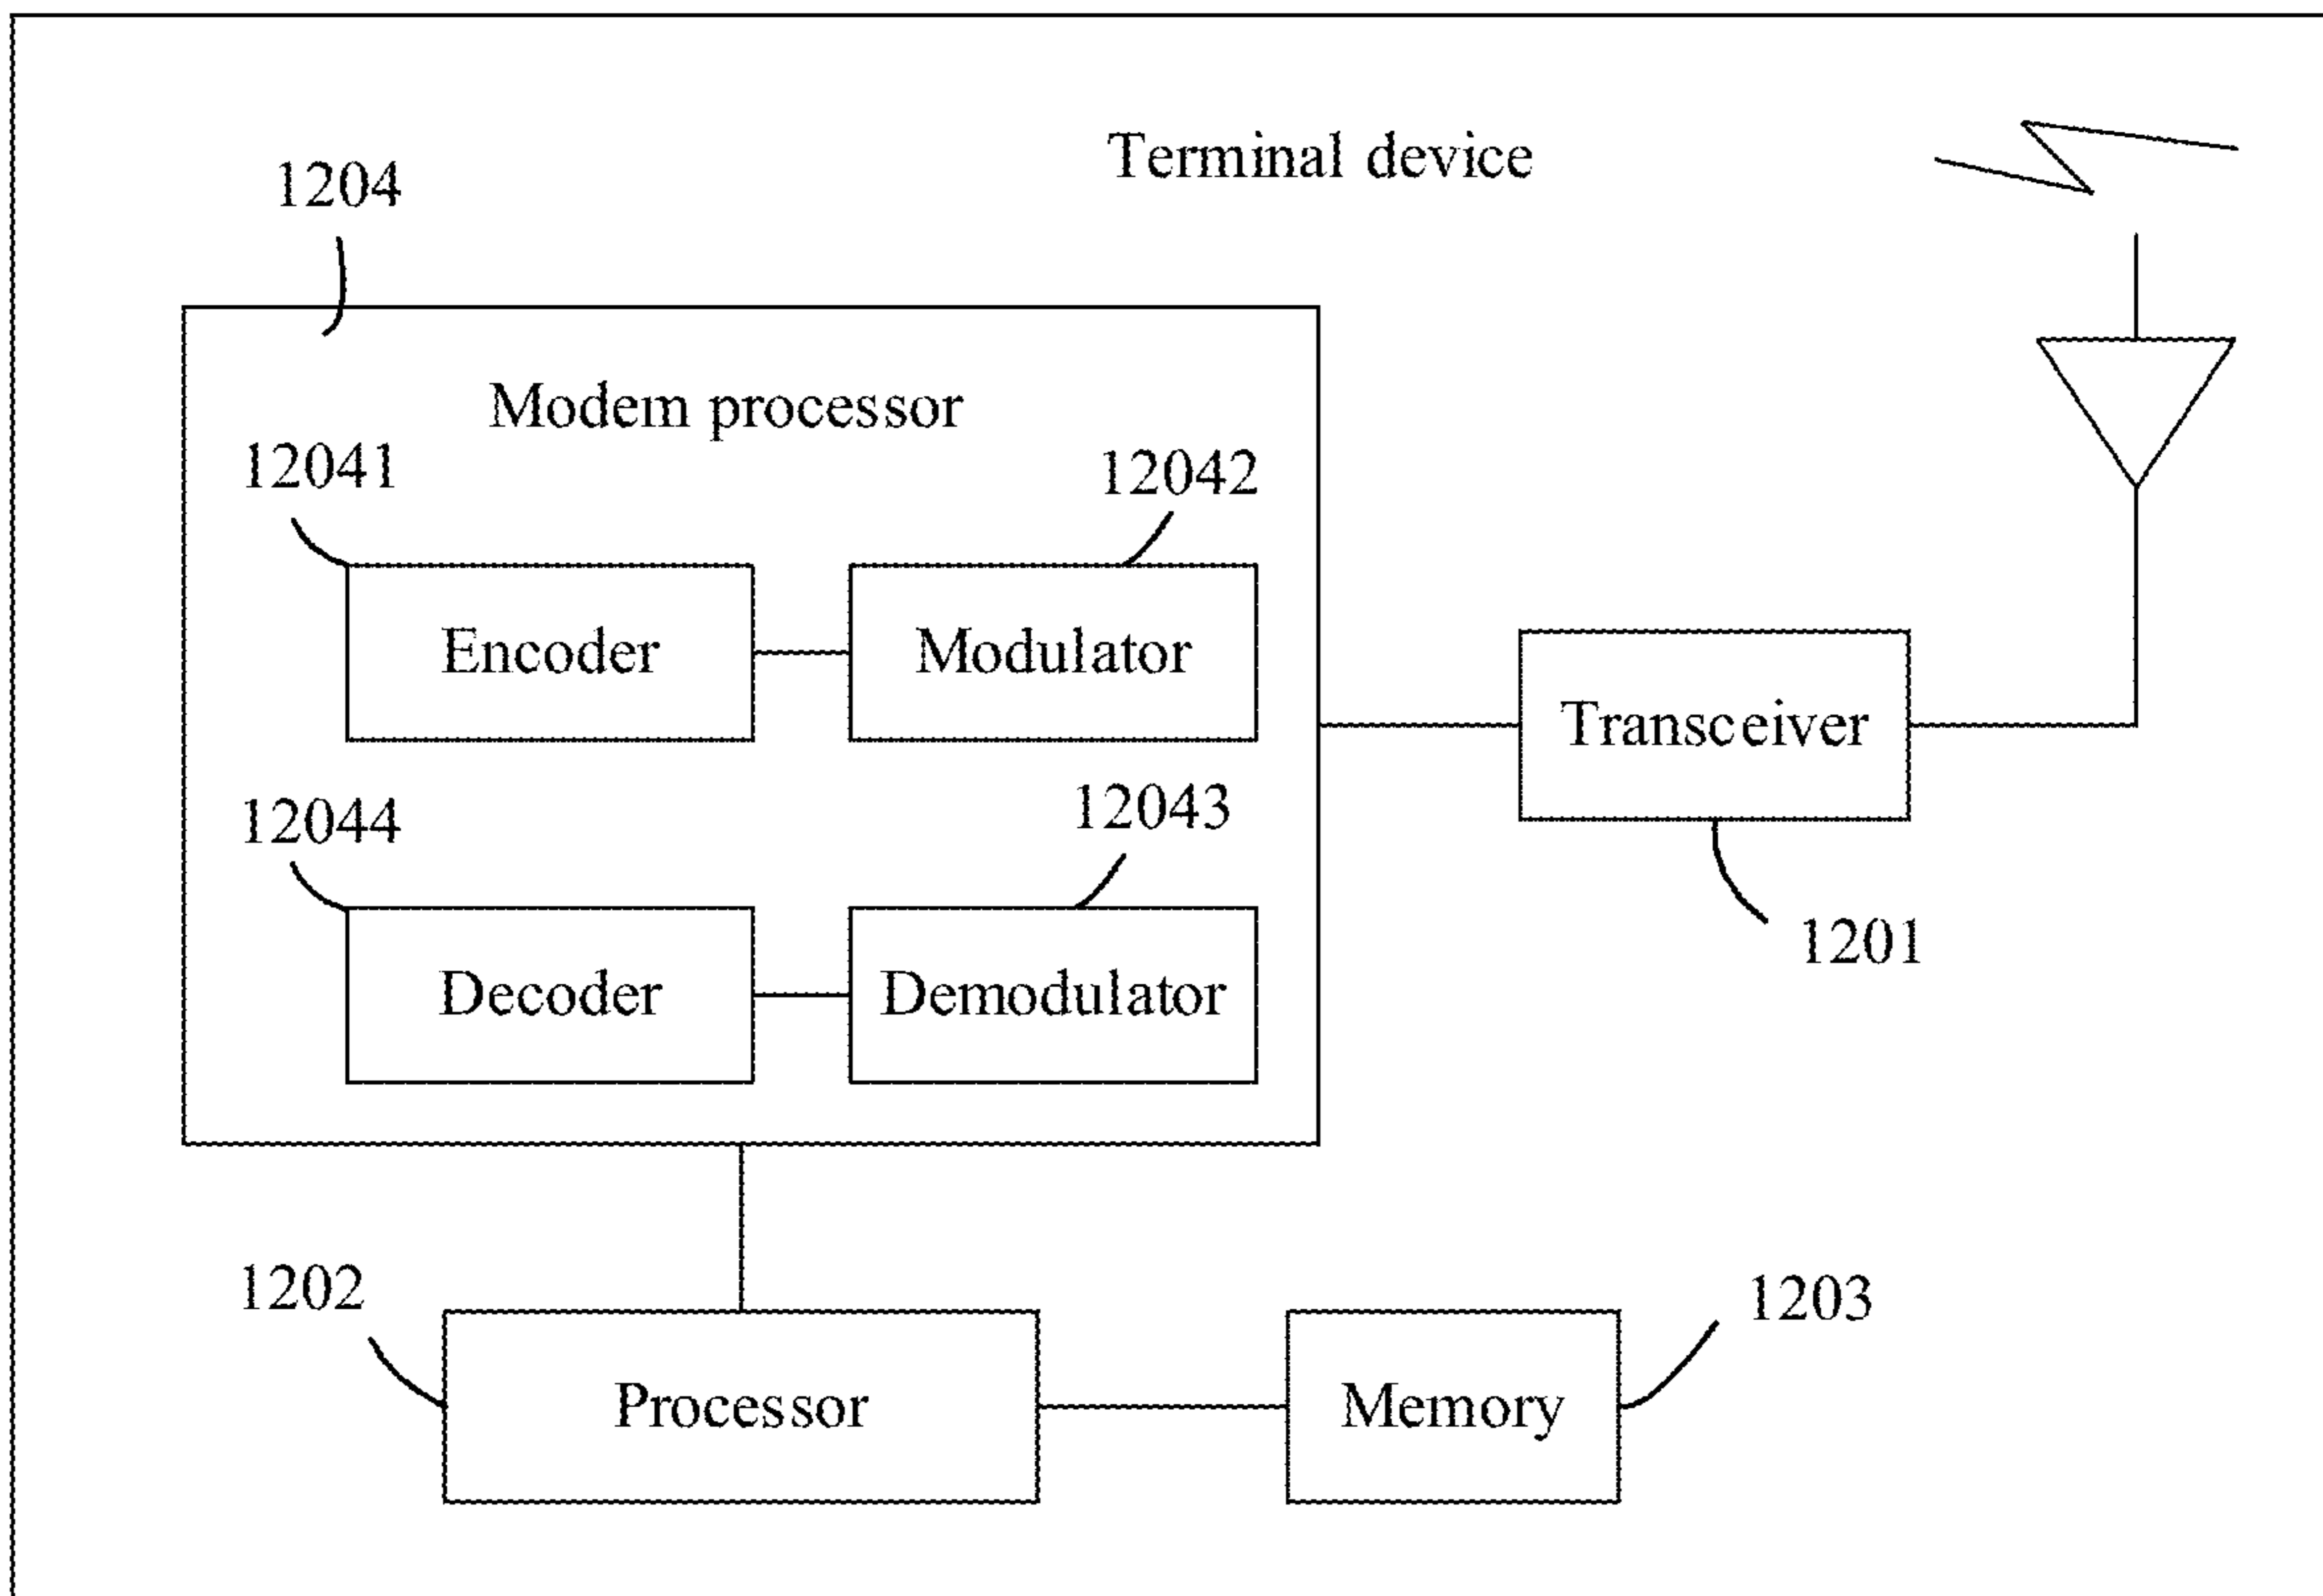 Terminal device
1204
Modem processor
12041
12042
Encoder
Modulator
Transceiver
12044
12043
1201
Decoder
Demodulator
1202
1203
Processor
Memory